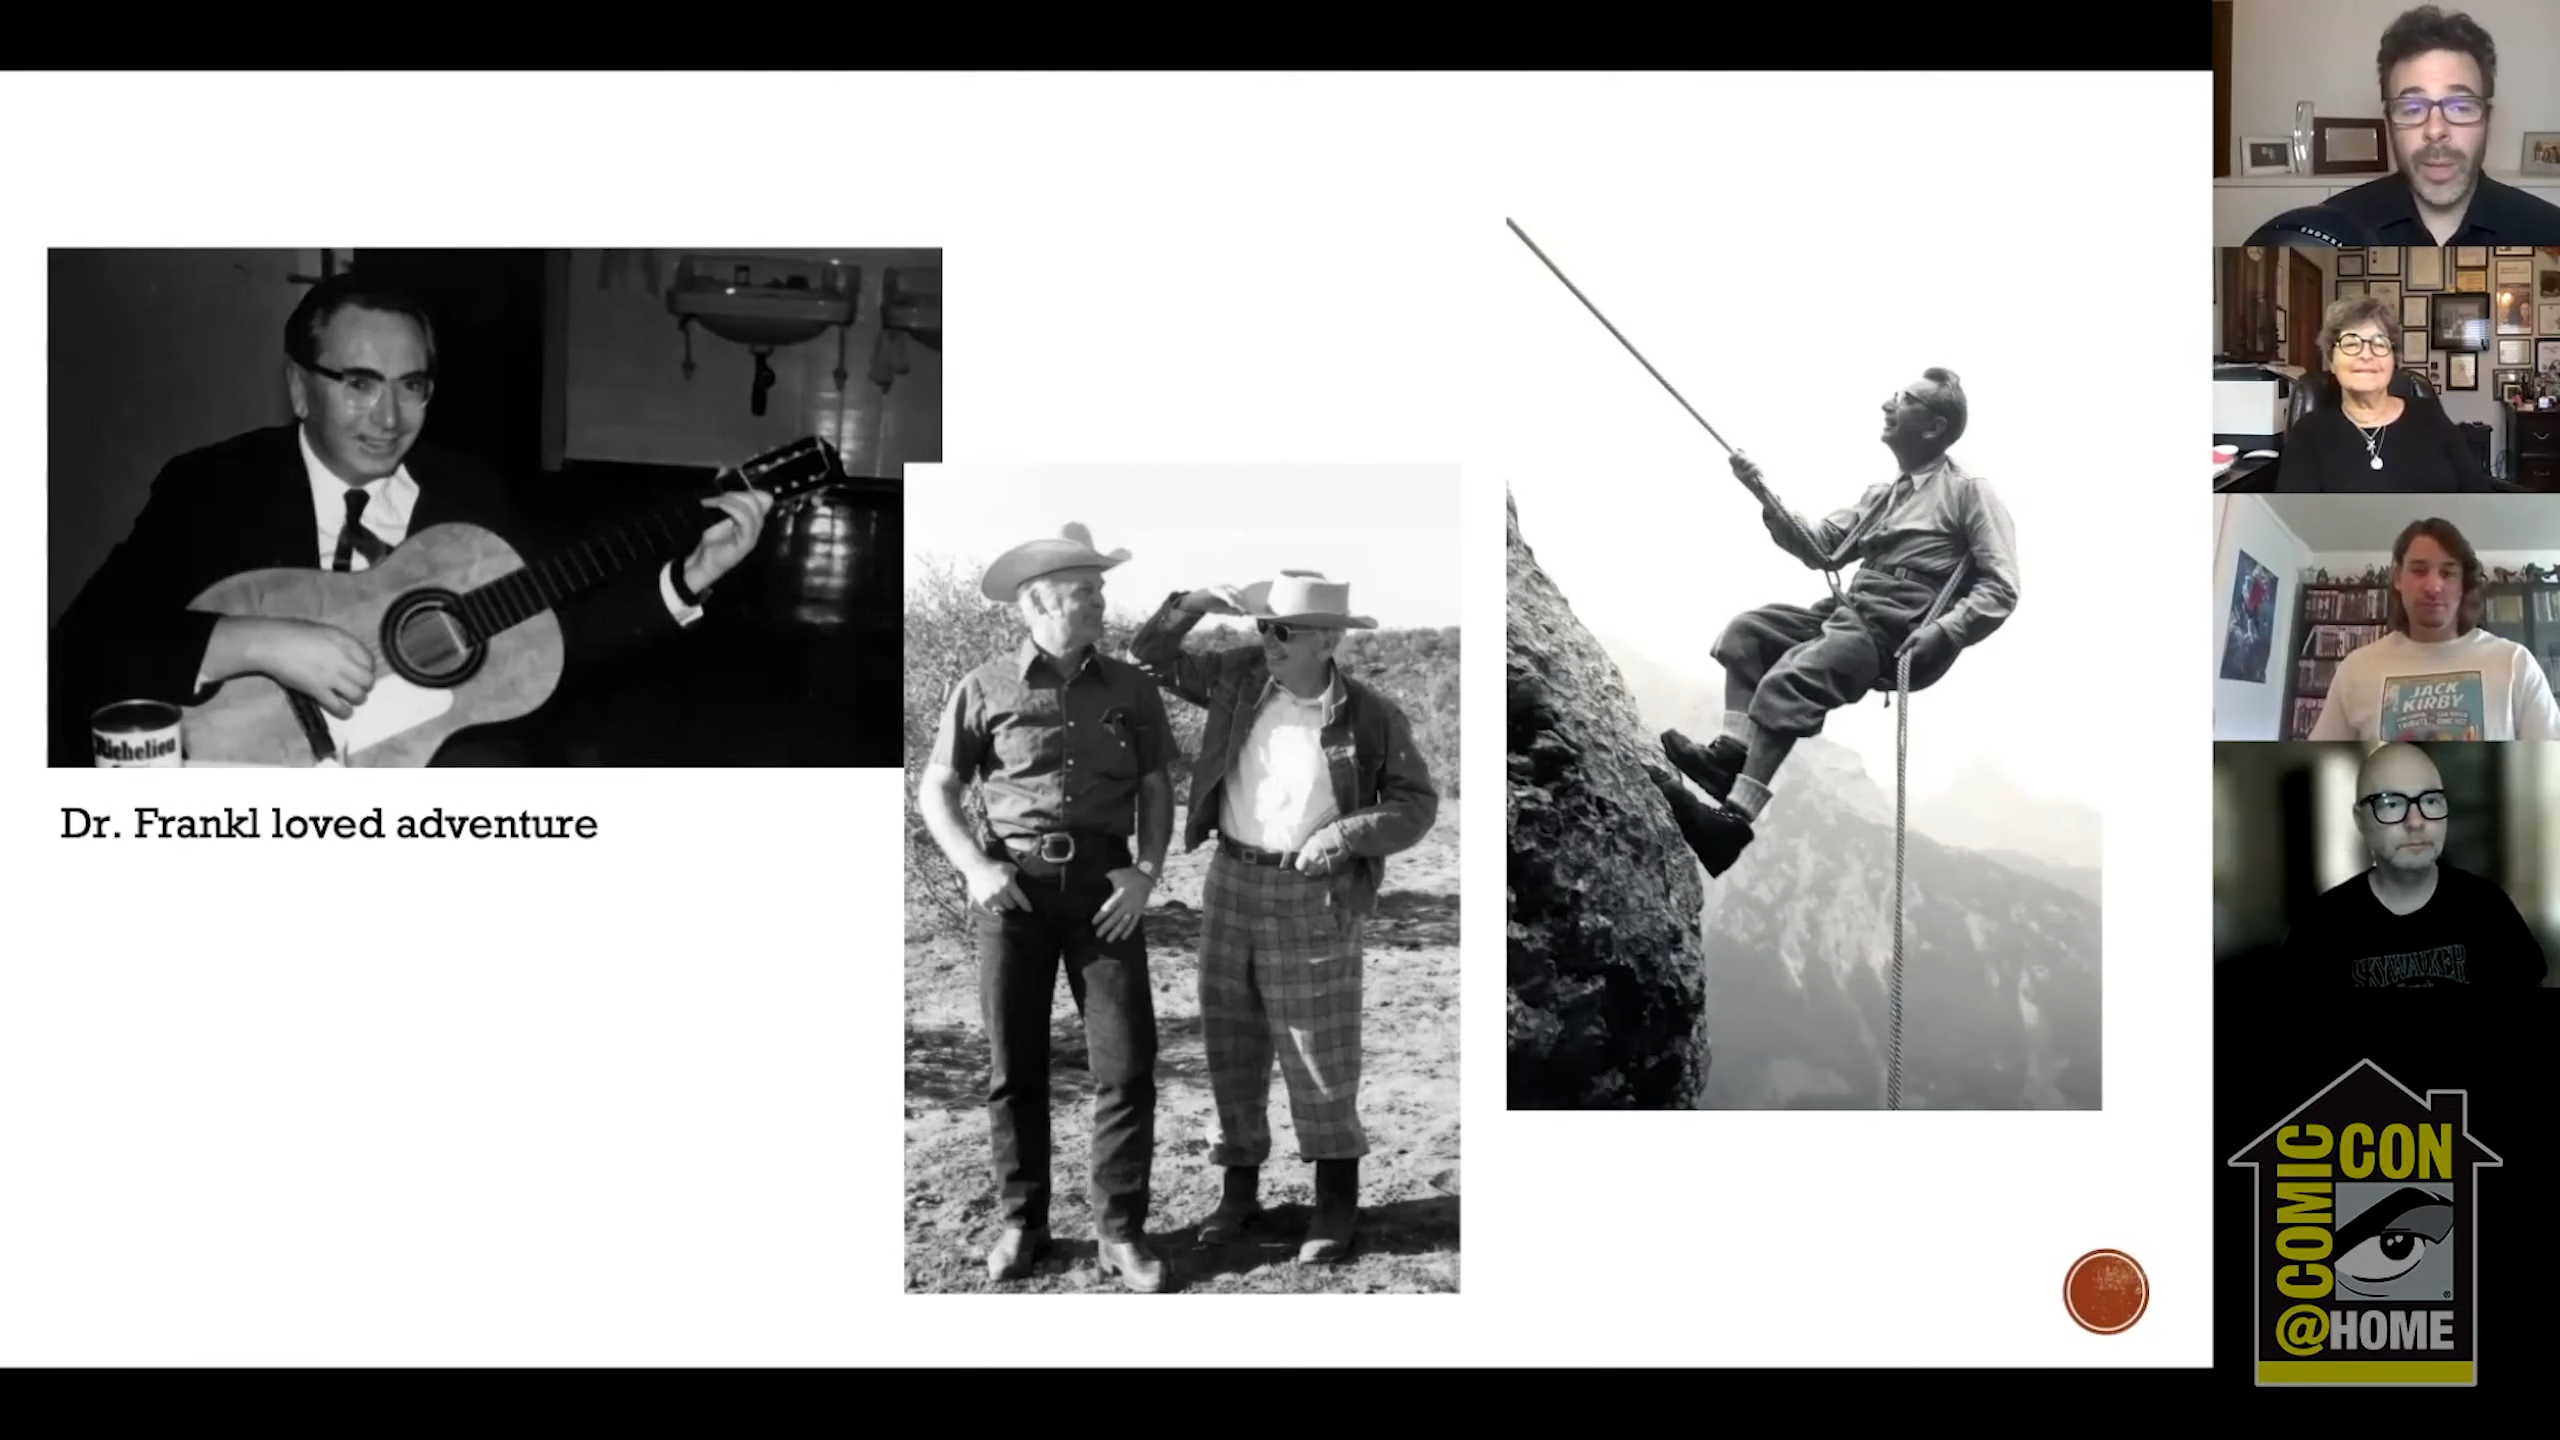 Richelieu
Dr. Frankl loved adventure
JACK
KIRBY
SKYWALKER
@COMIC
CON
@HOME